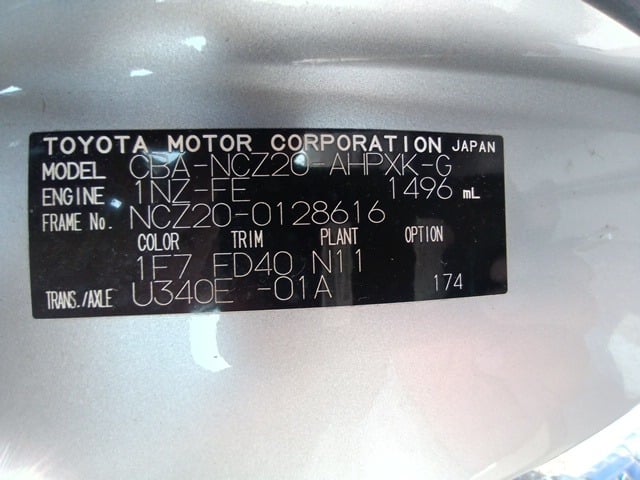 TOYOTA MOTOR CORPORATION JAPAN
MODEL CBA-NCZ20-AHPXK-G
ENGINE 1NZ-FE 1496 mL
FRAME No. NCZ20-0128616
COLOR TRIM PLANT OPTION
1F7 FD40 N11
TRANS./AXLE U340E -01A 174